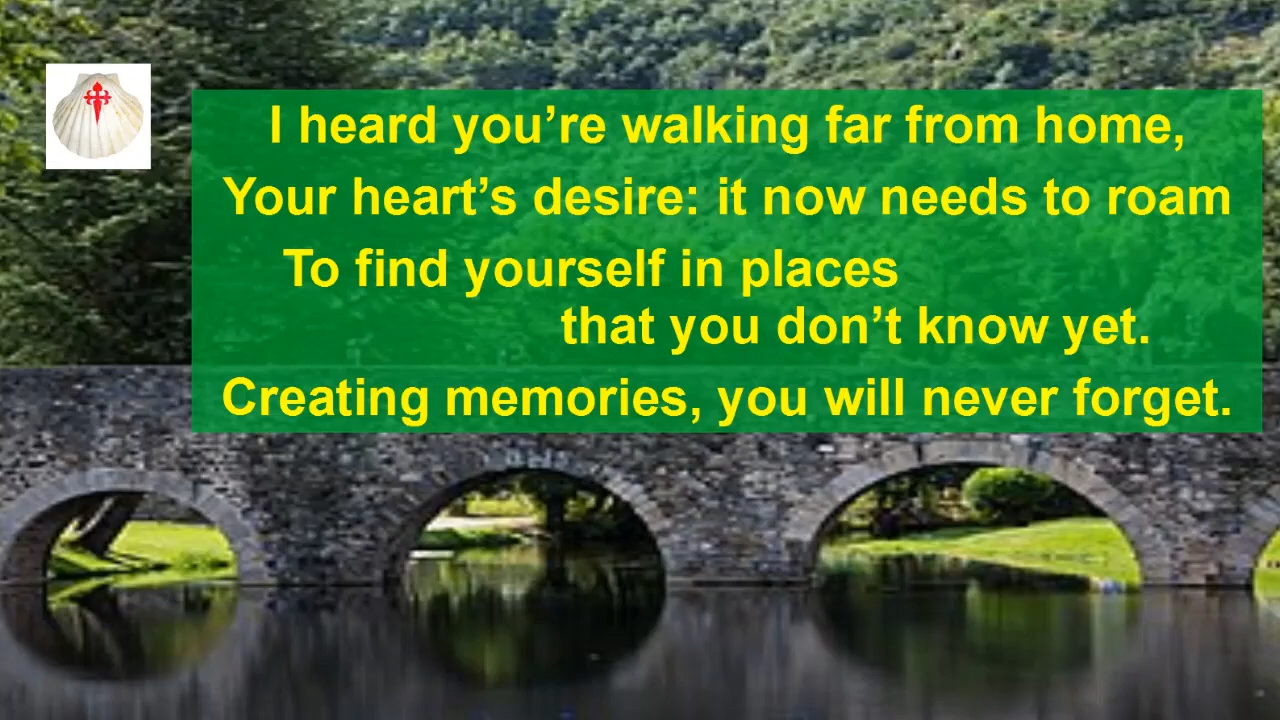 I heard you’re walking far from home,
Your heart’s desire: it now needs to roam
To find yourself in places
that you don’t know yet.
Creating memories, you will never forget.